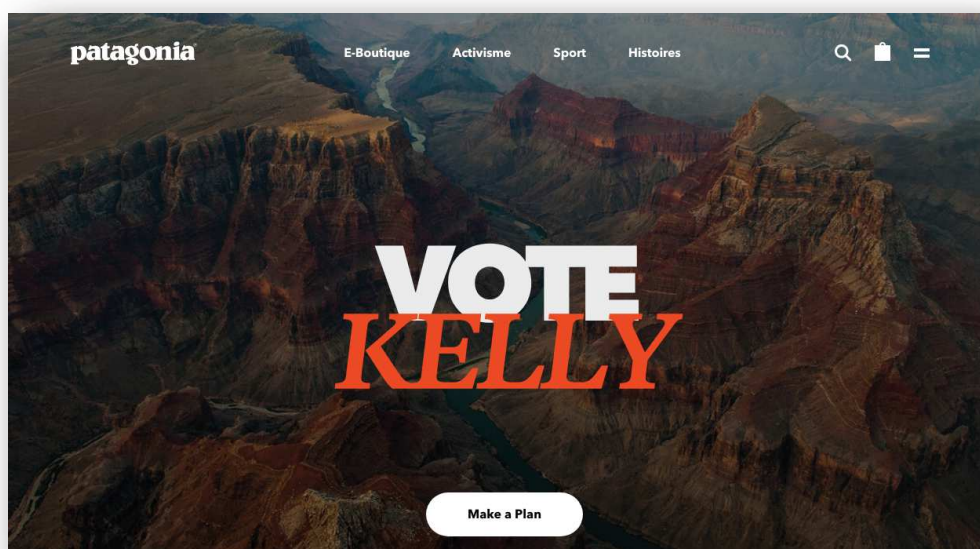 patagonia
E-Boutique Activisme Sport Histoires
VOTE
KELLY
Make a Plan